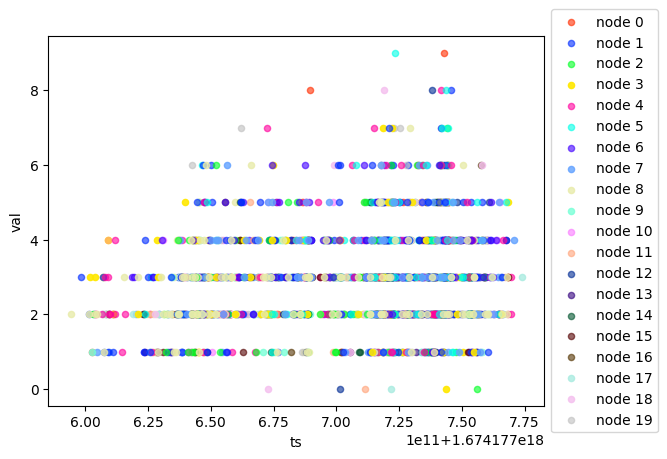 val
8
6
4
2
0
6.00 6.25 6.50 6.75 7.00 7.25 7.50 7.75
ts
1e11+1.674177e18
node 0
node 1
node 2
node 3
node 4
node 5
node 6
node 7
node 8
node 9
node 10
node 11
node 12
node 13
node 14
node 15
node 16
node 17
node 18
node 19